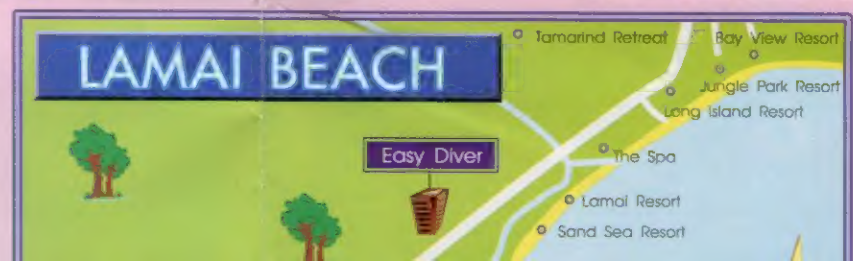 LAMAI BEACH
Tamarind Retreat
Bay View Resort
Jungle Park Resort
Long Island Resort
Easy Diver
The Spa
Lamai Resort
Sand Sea Resort